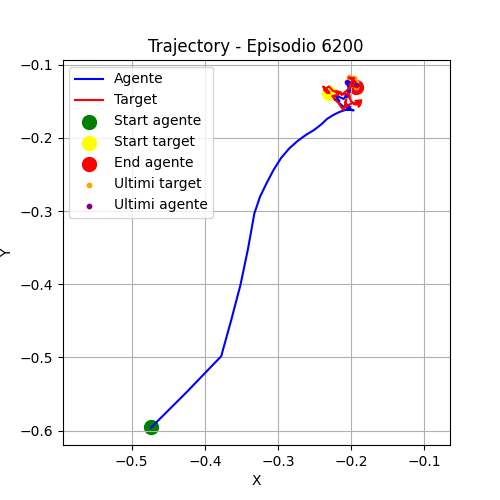 Trajectory - Episodio 6200
Agente
Target
Start agente
Start target
End agente
Ultimi target
Ultimi agente
−0.1
−0.2
−0.3
−0.4
−0.5
−0.6
Y
−0.5
−0.4
−0.3
−0.2
−0.1
X